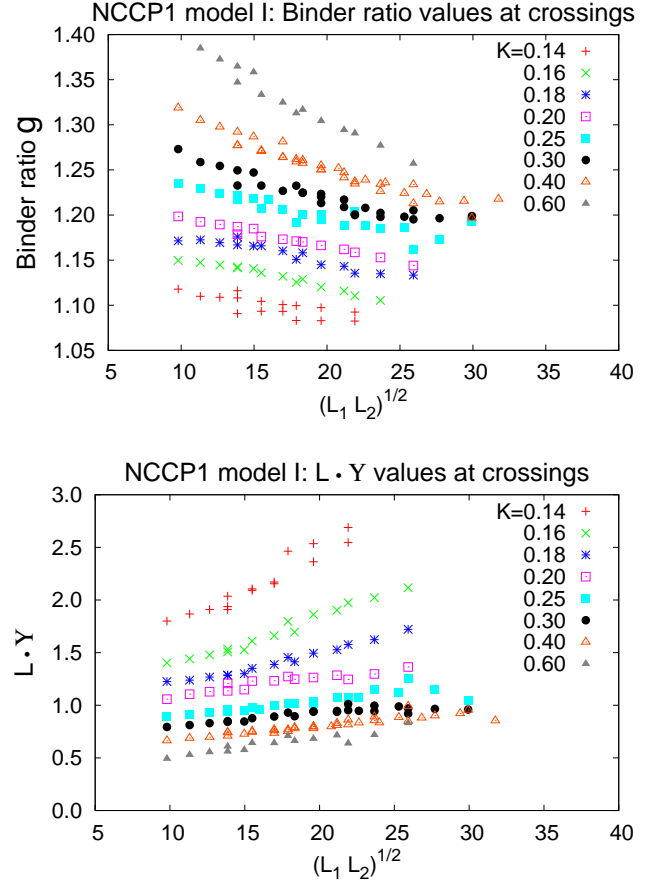 NCCP1 model I: Binder ratio values at crossings
1.40
1.35
1.30
1.25
1.20
1.15
1.10
1.05
Binder ratio g
K=0.14
0.16
0.18
0.20
0.25
0.30
0.40
0.60
5 10 15 20 25 30 35 40
(L₁ L₂)^1/2
NCCP1 model I: L · Y values at crossings
3.0
2.5
2.0
1.5
1.0
0.5
0.0
L · Y
K=0.14
0.16
0.18
0.20
0.25
0.30
0.40
0.60
5 10 15 20 25 30 35 40
(L₁ L₂)^1/2